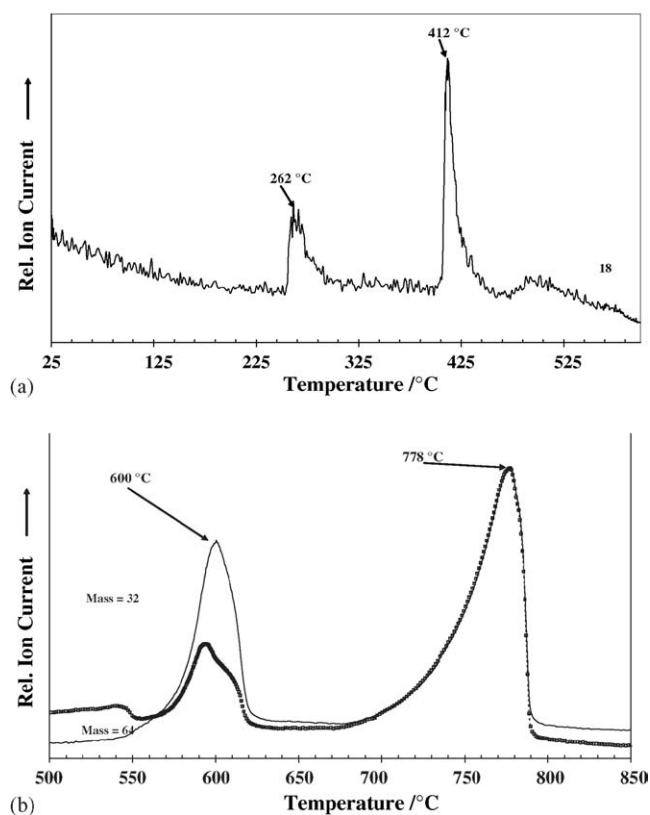 412 °C
262 °C
18
Rel. Ion Current
25 125 225 325 425 525
Temperature /°C
(a)
778 °C
600 °C
Mass = 32
Mass = 64
Rel. Ion Current
500 550 600 650 700 750 800 850
Temperature /°C
(b)